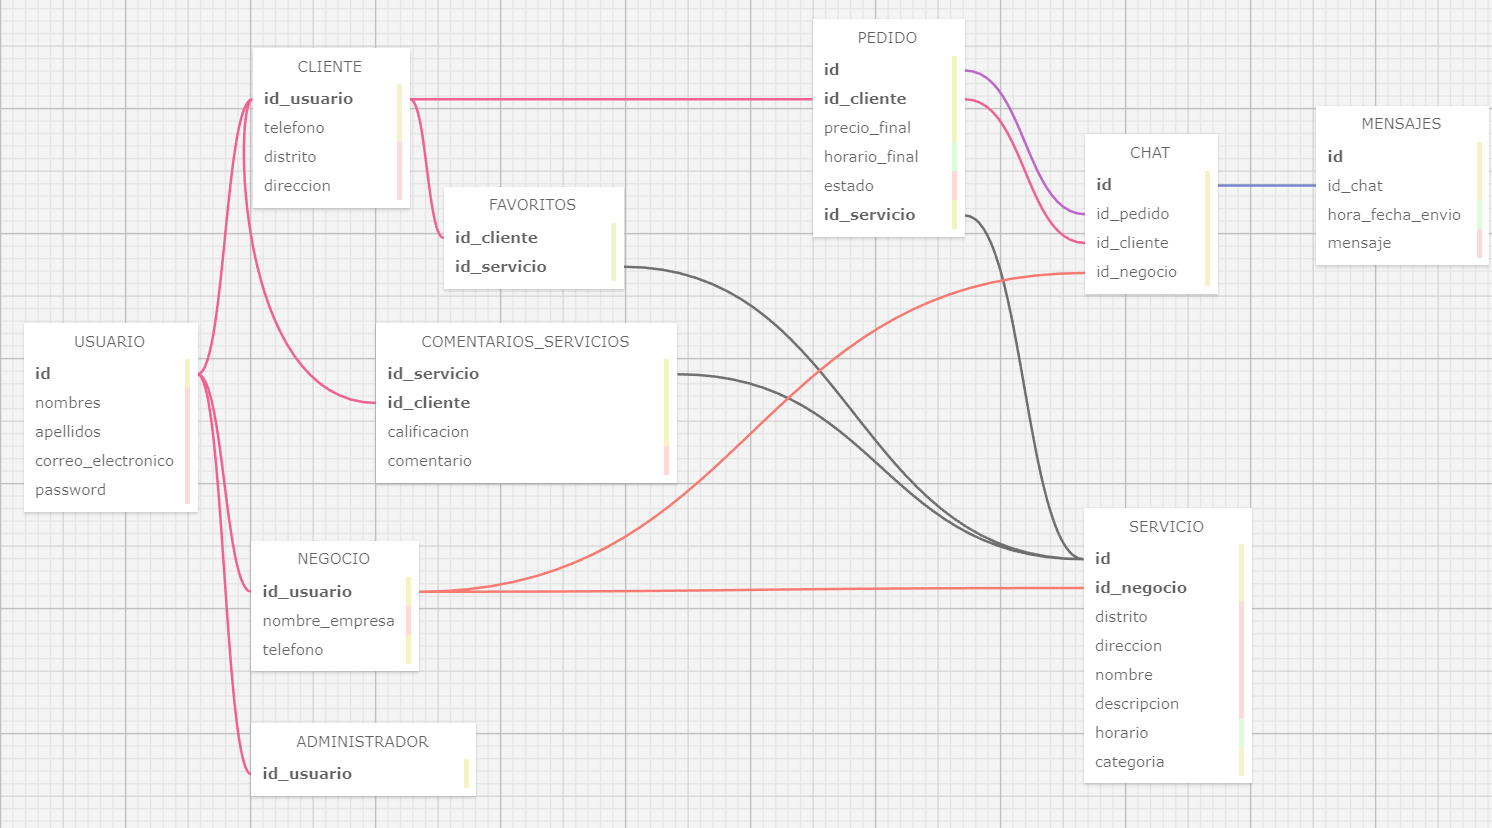 CLIENTE
id_usuario
telefono
distrito
direccion
PEDIDO
id
id_cliente
precio_final
horario_final
estado
id_servicio
MENSAJES
id
id_chat
hora_fecha_envio
mensaje
CHAT
id
id_pedido
id_cliente
id_negocio
FAVORITOS
id_cliente
id_servicio
USUARIO
id
nombres
apellidos
correo_electronico
password
COMENTARIOS_SERVICIOS
id_servicio
id_cliente
calificacion
comentario
NEGOCIO
id_usuario
nombre_empresa
telefono
SERVICIO
id
id_negocio
distrito
direccion
nombre
descripcion
horario
categoria
ADMINISTRADOR
id_usuario